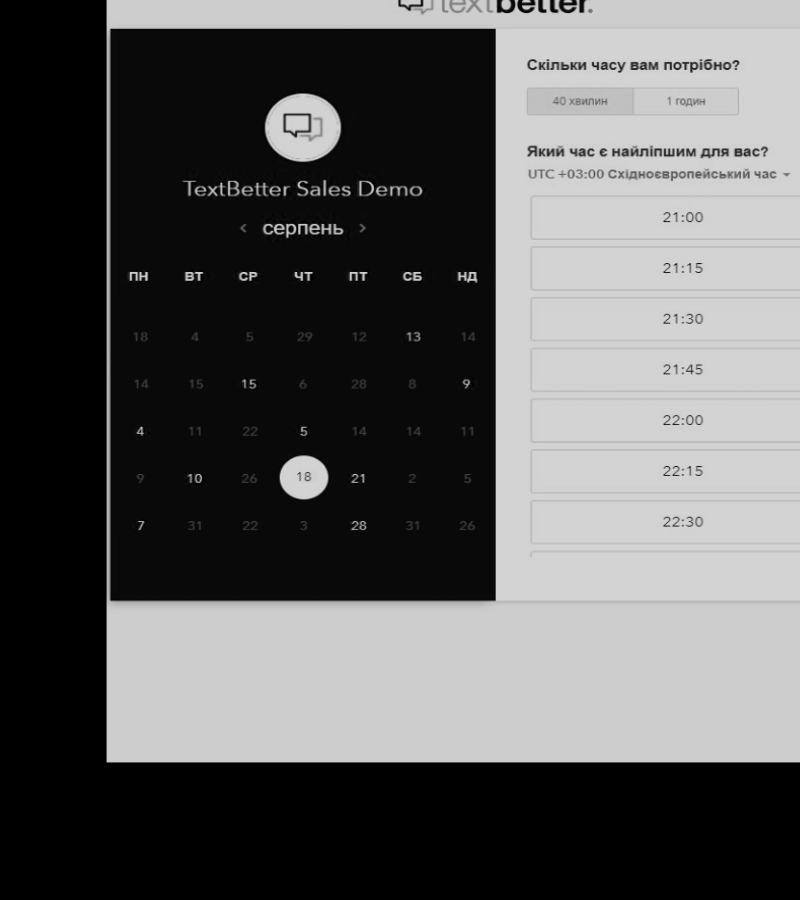 textbetter.
TextBetter Sales Demo
‹ серпень ›
ПН ВТ СР ЧТ ПТ СБ НД
18 4 5 29 12 13 14
14 15 15 6 28 8 9
4 11 22 5 14 14 11
9 10 26 18 21 2 5
7 31 22 3 28 31 26
Скільки часу вам потрібно?
40 хвилин 1 годин
Який час є найліпшим для вас?
UTC +03:00 Східноєвропейський час
21:00
21:15
21:30
21:45
22:00
22:15
22:30